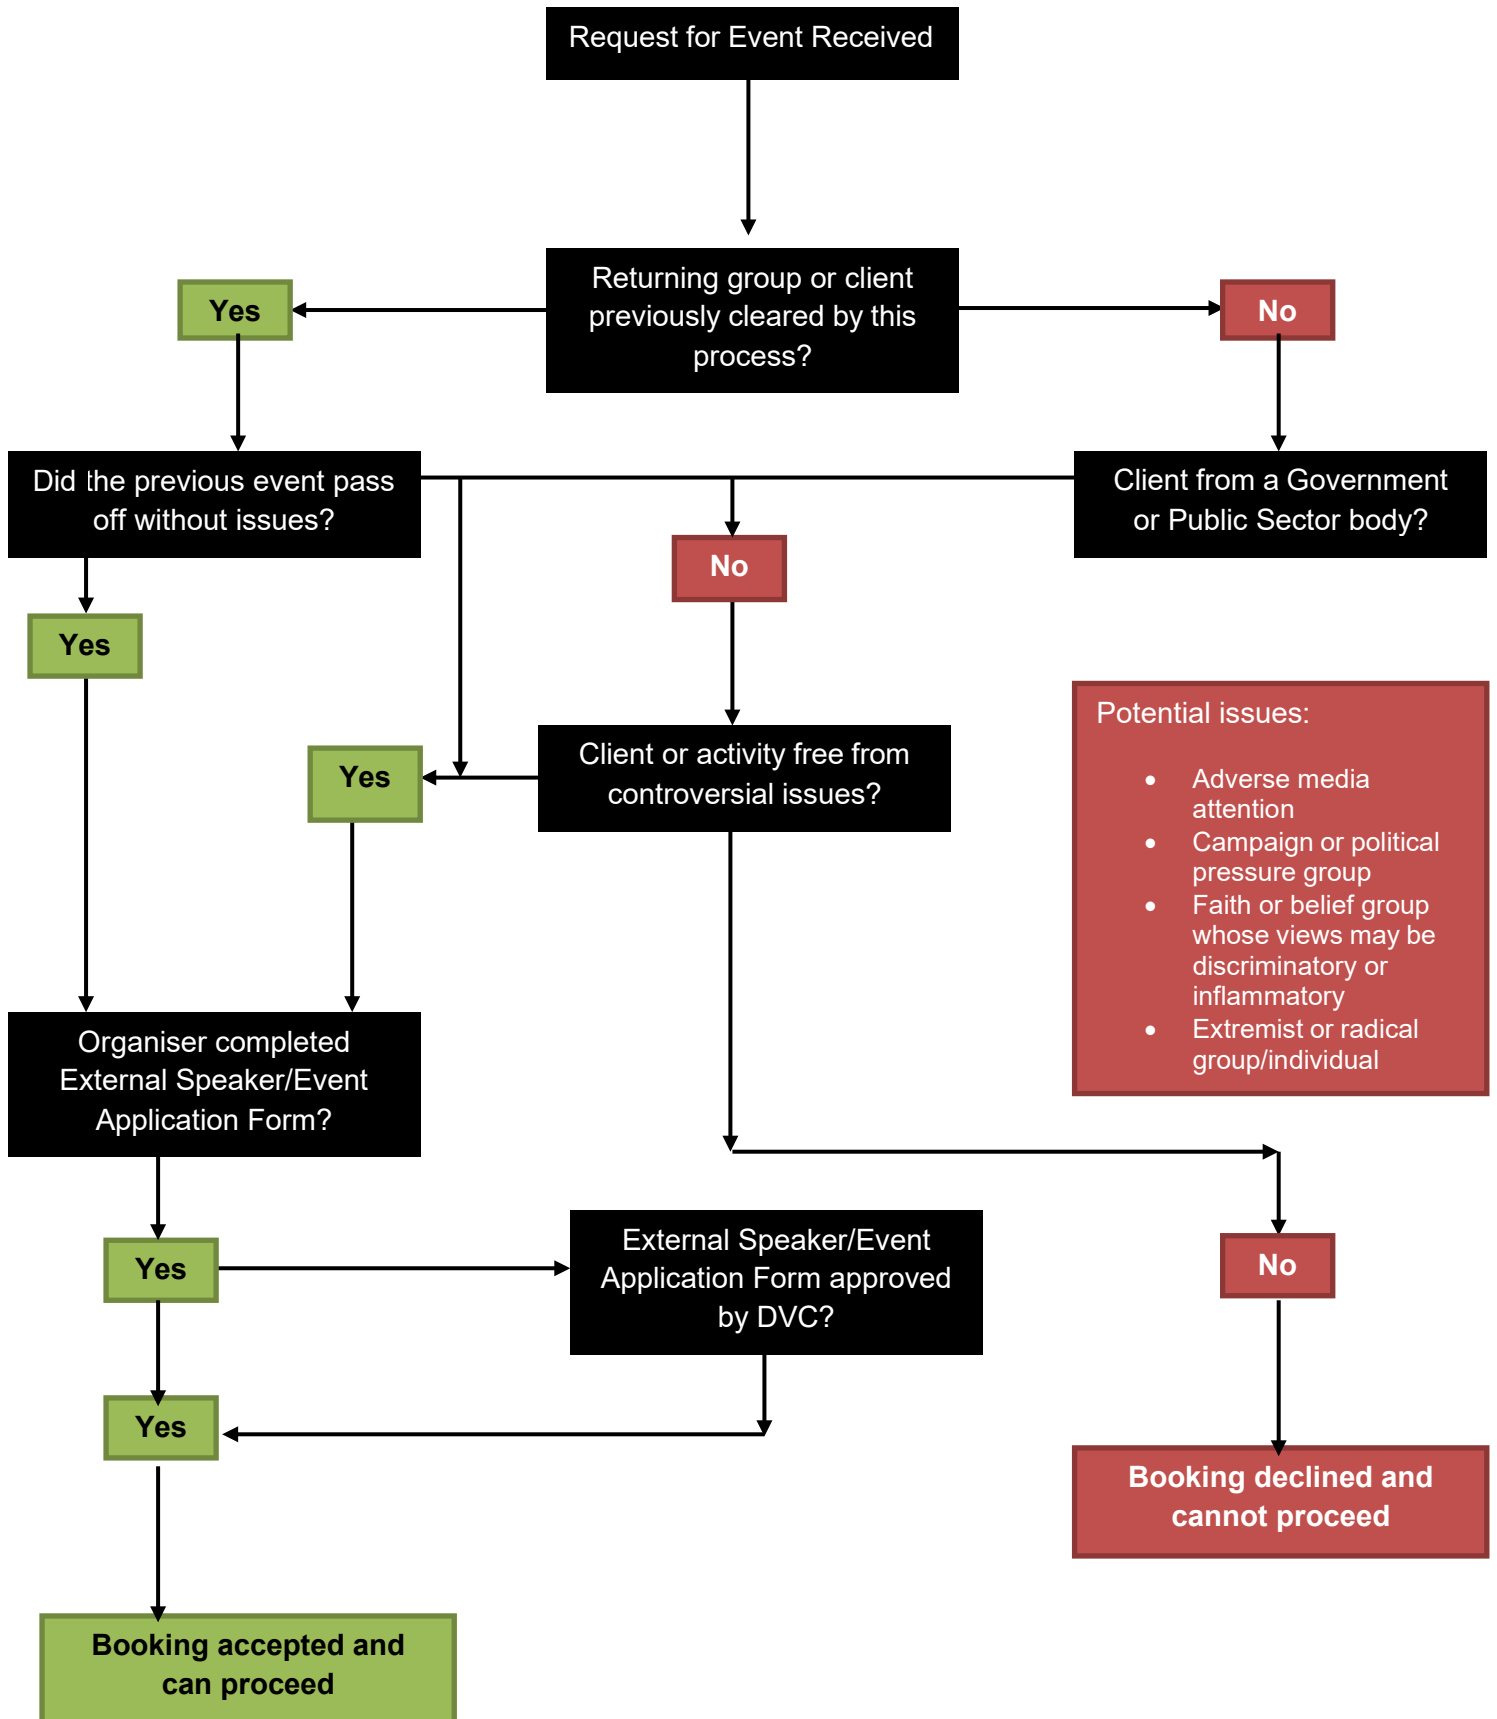 Request for Event Received
Returning group or client
previously cleared by this
process?
Yes
No
Did the previous event pass
off without issues?
Client from a Government
or Public Sector body?
No
Yes
Potential issues:
• Adverse media
attention
• Campaign or political
pressure group
• Faith or belief group
whose views may be
discriminatory or
inflammatory
• Extremist or radical
group/individual
Client or activity free from
controversial issues?
Yes
Organiser completed
External Speaker/Event
Application Form?
Yes
External Speaker/Event
Application Form approved
by DVC?
No
Yes
Booking declined and
cannot proceed
Booking accepted and
can proceed